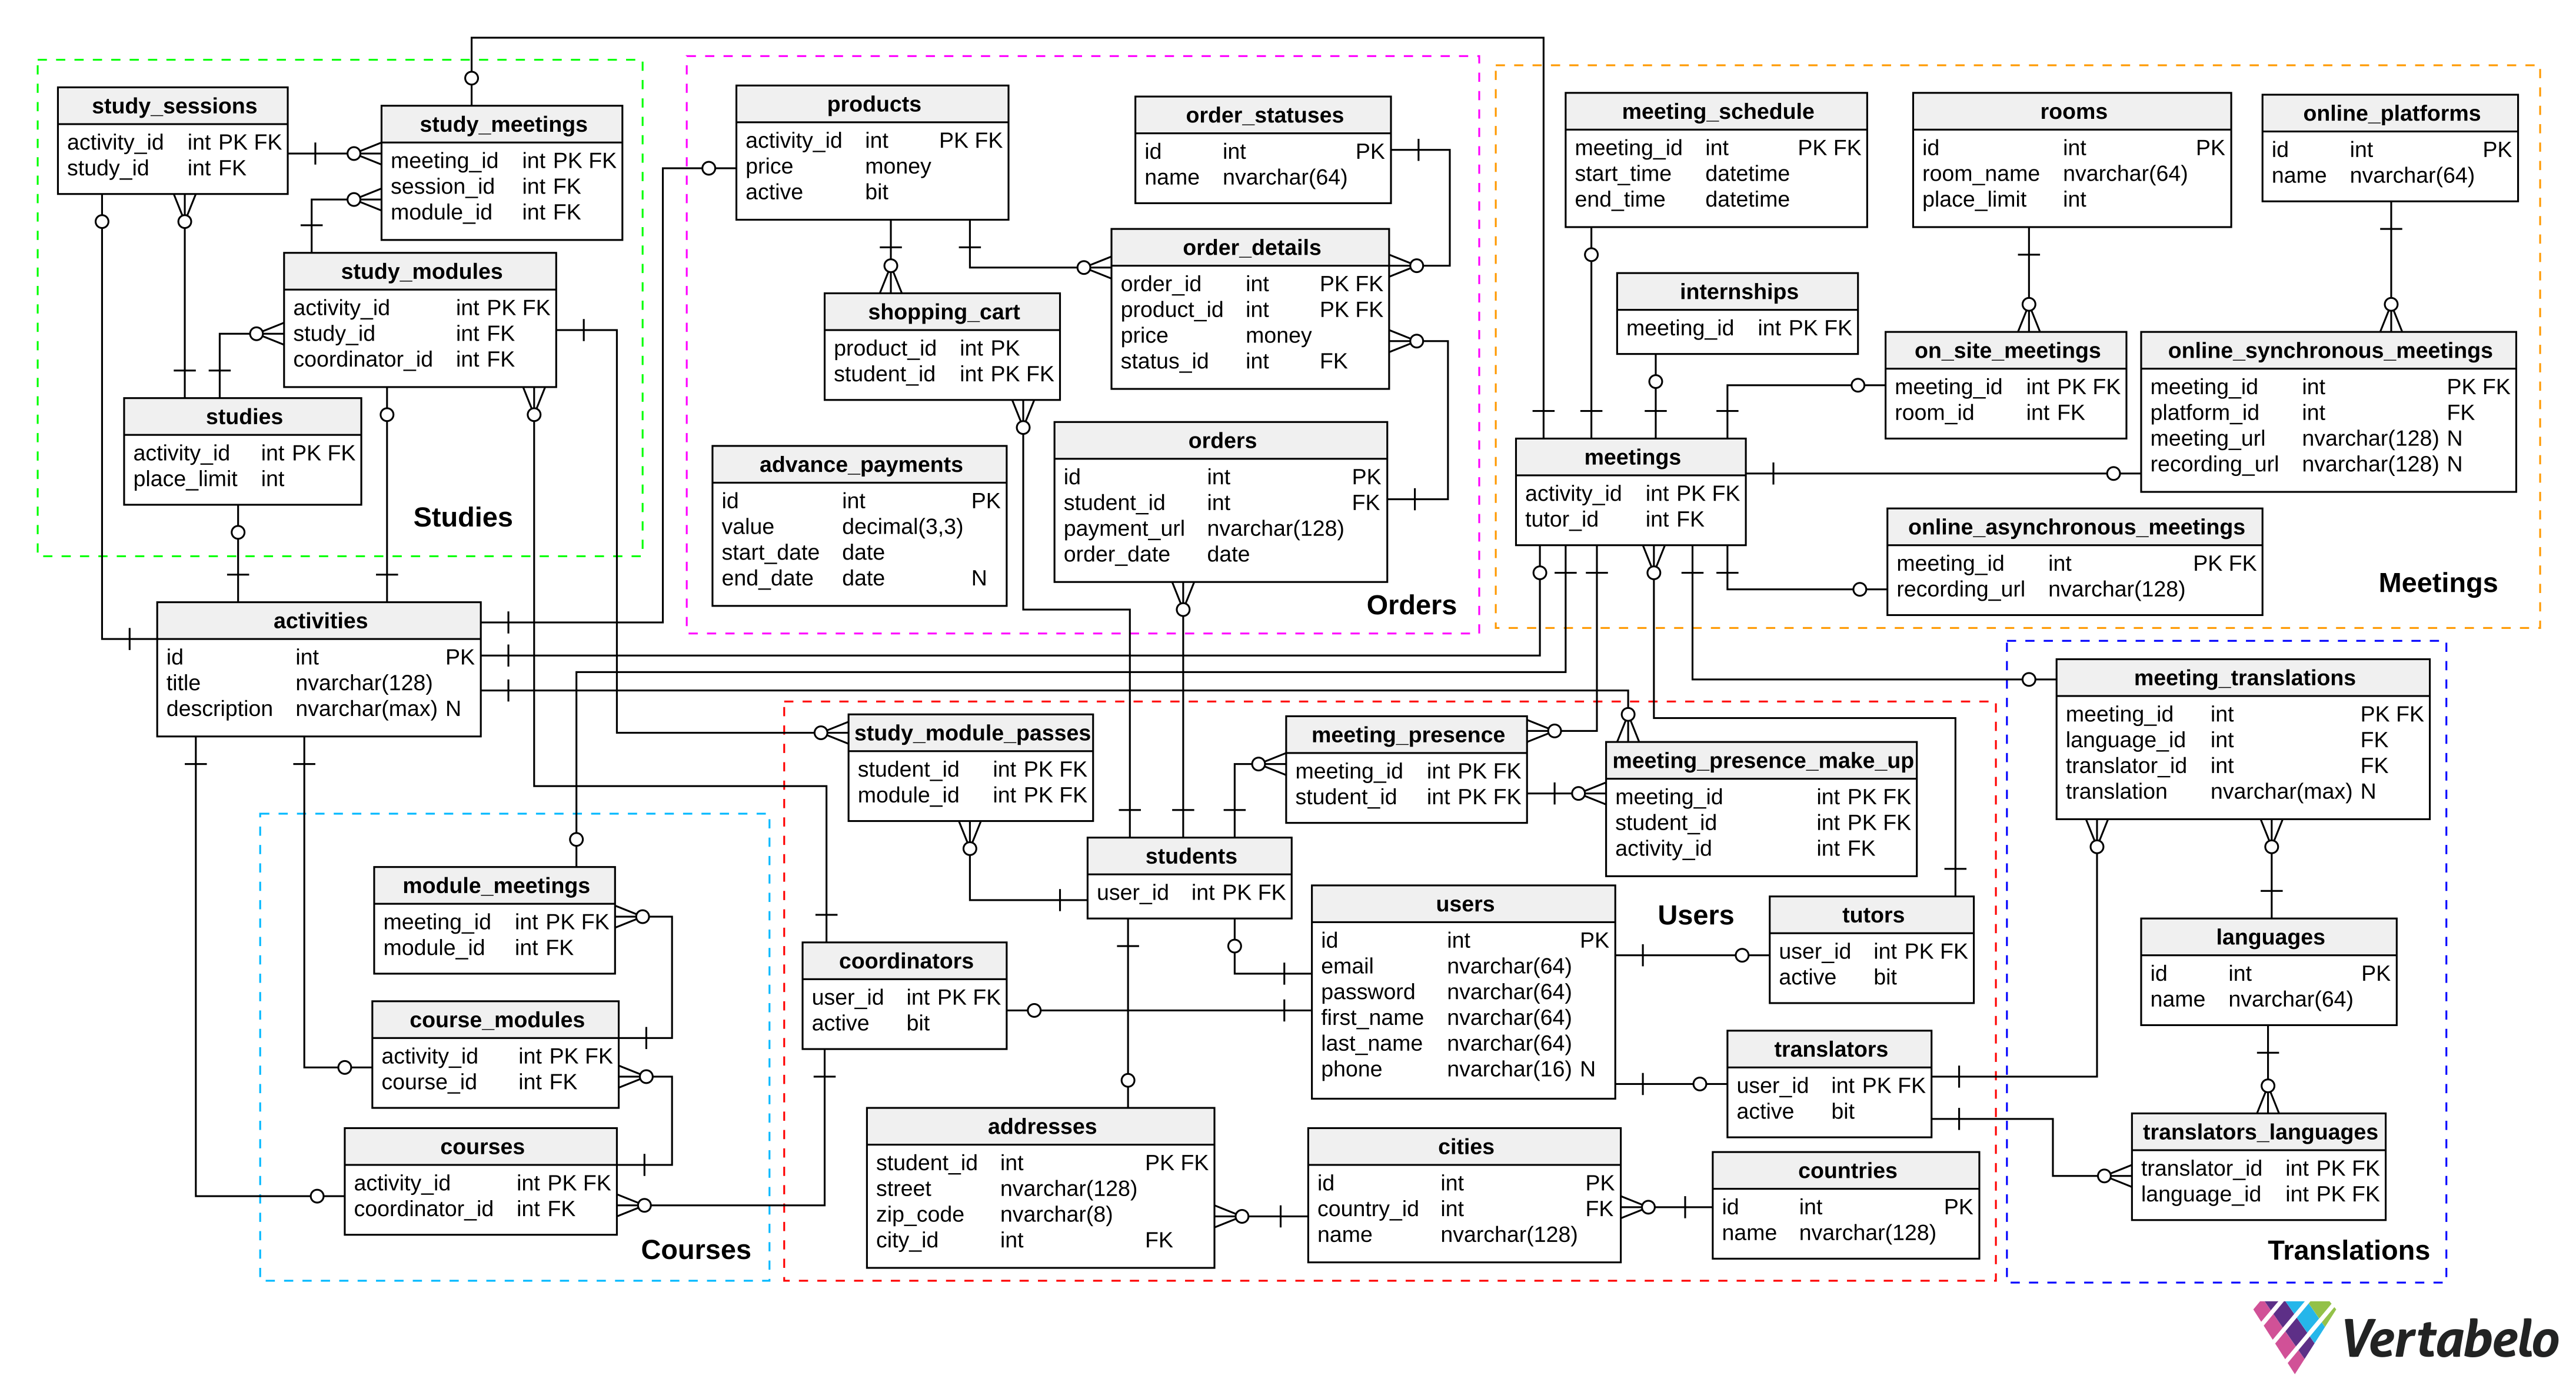 study_sessions
activity_id int PK FK
study_id int FK
study_meetings
meeting_id int PK FK
session_id int FK
module_id int FK
study_modules
activity_id int PK FK
study_id int FK
coordinator_id int FK
studies
activity_id int PK FK
place_limit int
Studies
products
activity_id int PK FK
price money
active bit
order_statuses
id int PK
name nvarchar(64)
order_details
order_id int PK FK
product_id int PK FK
price money
status_id int FK
shopping_cart
product_id int PK
student_id int PK FK
advance_payments
id int PK
value decimal(3,3)
start_date date
end_date date N
orders
id int PK
student_id int FK
payment_url nvarchar(128)
order_date date
Orders
meeting_schedule
meeting_id int PK FK
start_time datetime
end_time datetime
rooms
id int PK
room_name nvarchar(64)
place_limit int
online_platforms
id int PK
name nvarchar(64)
internships
meeting_id int PK FK
on_site_meetings
meeting_id int PK FK
room_id int FK
online_synchronous_meetings
meeting_id int PK FK
platform_id int FK
meeting_url nvarchar(128) N
recording_url nvarchar(128) N
meetings
activity_id int PK FK
tutor_id int FK
online_asynchronous_meetings
meeting_id int PK FK
recording_url nvarchar(128)
Meetings
activities
id int PK
title nvarchar(128)
description nvarchar(max) N
study_module_passes
student_id int PK FK
module_id int PK FK
meeting_presence
meeting_id int PK FK
student_id int PK FK
meeting_presence_make_up
meeting_id int PK FK
student_id int PK FK
activity_id int FK
meeting_translations
meeting_id int PK FK
language_id int FK
translator_id int FK
translation nvarchar(max) N
module_meetings
meeting_id int PK FK
module_id int FK
course_modules
activity_id int PK FK
course_id int FK
courses
activity_id int PK FK
coordinator_id int FK
Courses
students
user_id int PK FK
coordinators
user_id int PK FK
active bit
users
id int PK
email nvarchar(64)
password nvarchar(64)
first_name nvarchar(64)
last_name nvarchar(64)
phone nvarchar(16) N
Users
tutors
user_id int PK FK
active bit
translators
user_id int PK FK
active bit
addresses
student_id int PK FK
street nvarchar(128)
zip_code nvarchar(8)
city_id int FK
cities
id int PK
country_id int FK
name nvarchar(128)
countries
id int PK
name nvarchar(128)
languages
id int PK
name nvarchar(64)
translators_languages
translator_id int PK FK
language_id int PK FK
Translations
Vertabelo